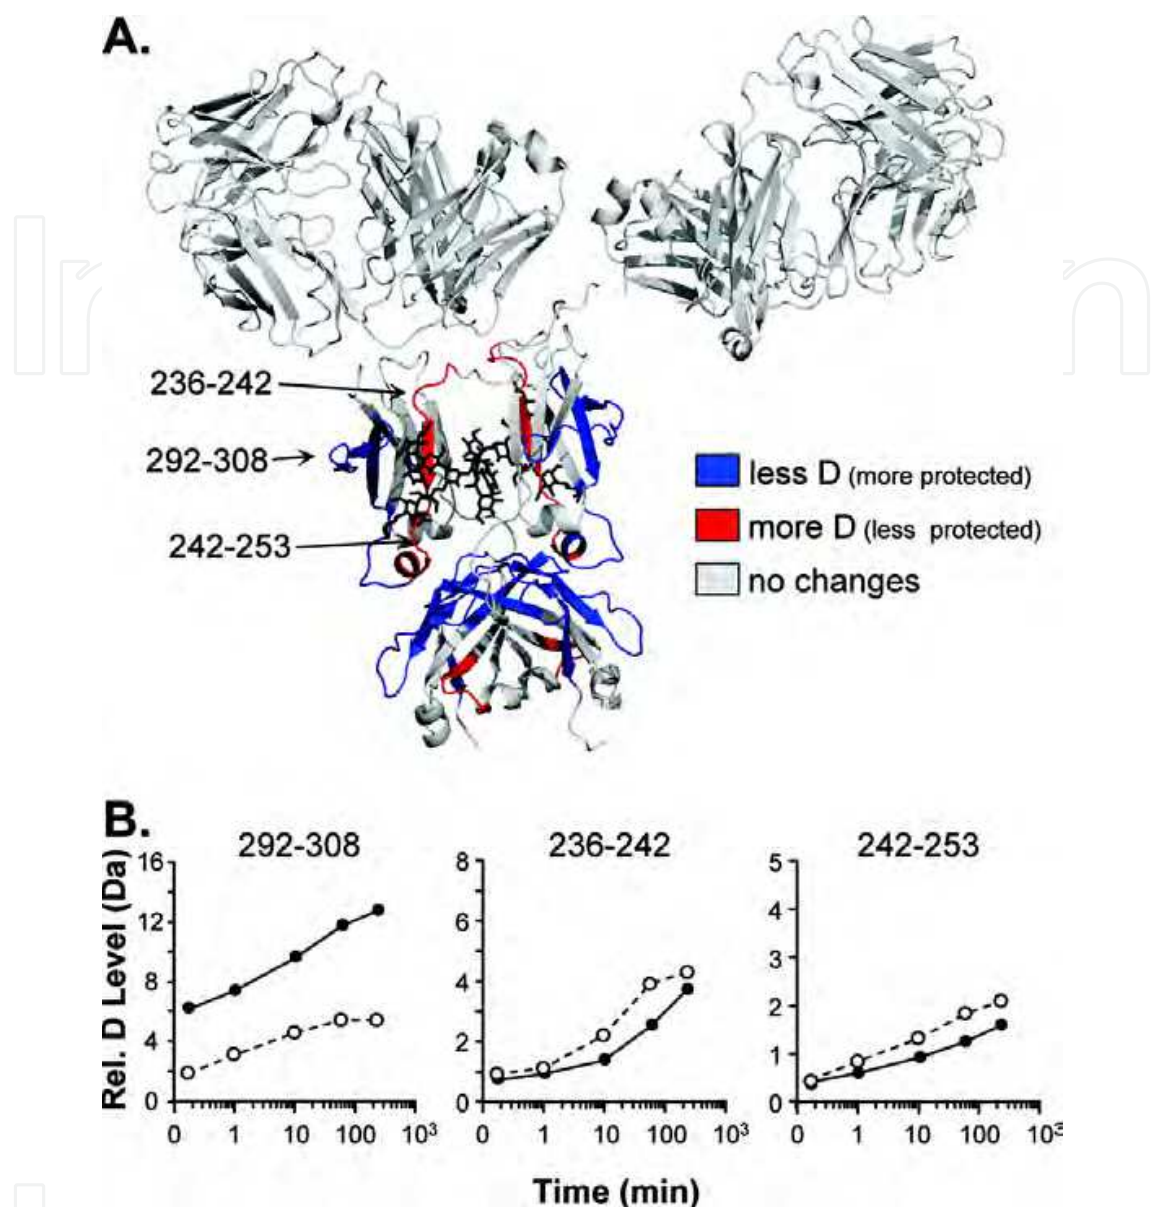 A.
236-242
292-308
242-253
less D (more protected)
more D (less protected)
no changes
B.
292-308
236-242
242-253
Rel. D Level (Da)
16
12
8
4
0
0 1 10 100 10³
8
6
4
2
0
0 1 10 100 10³
5
4
3
2
1
0
0 1 10 100 10³
Time (min)